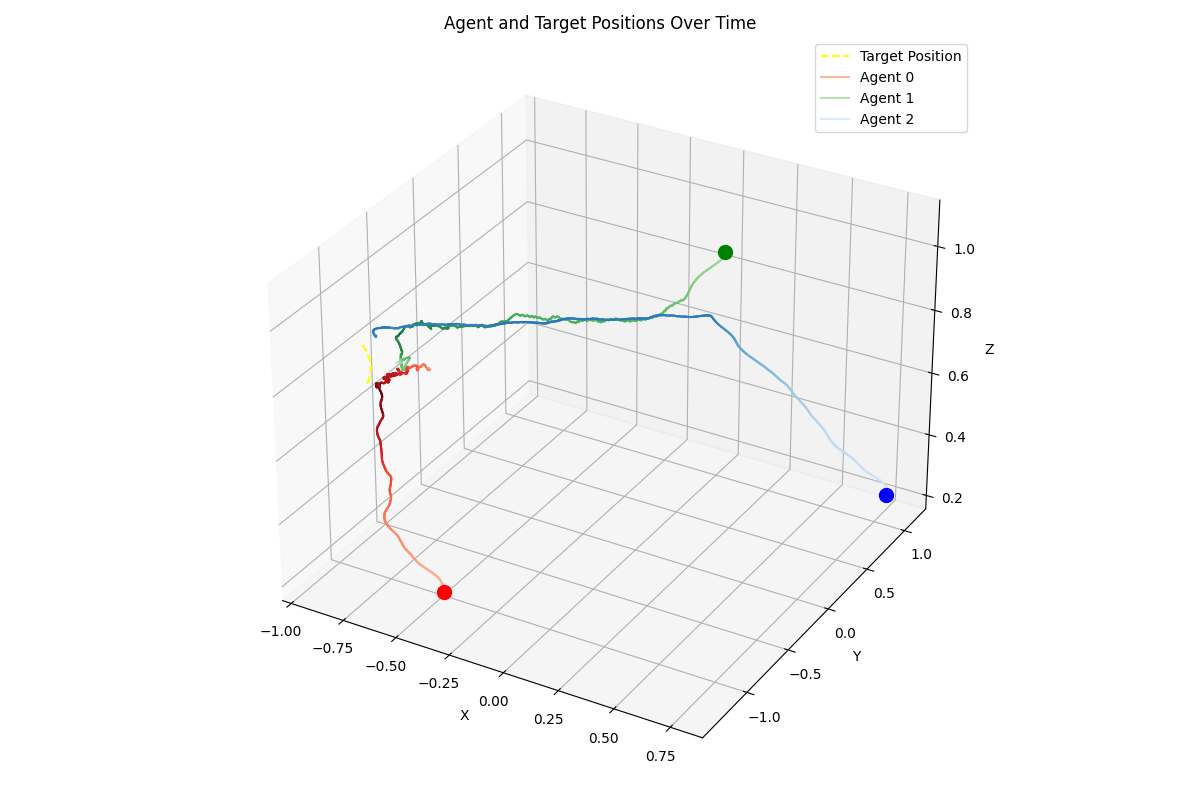 Agent and Target Positions Over Time
Target Position
Agent 0
Agent 1
Agent 2
1.0
0.8
Z
0.6
0.4
0.2
1.0
0.5
0.0
Y
−0.5
−1.0
−1.00
−0.75
−0.50
−0.25
X
0.00
0.25
0.50
0.75